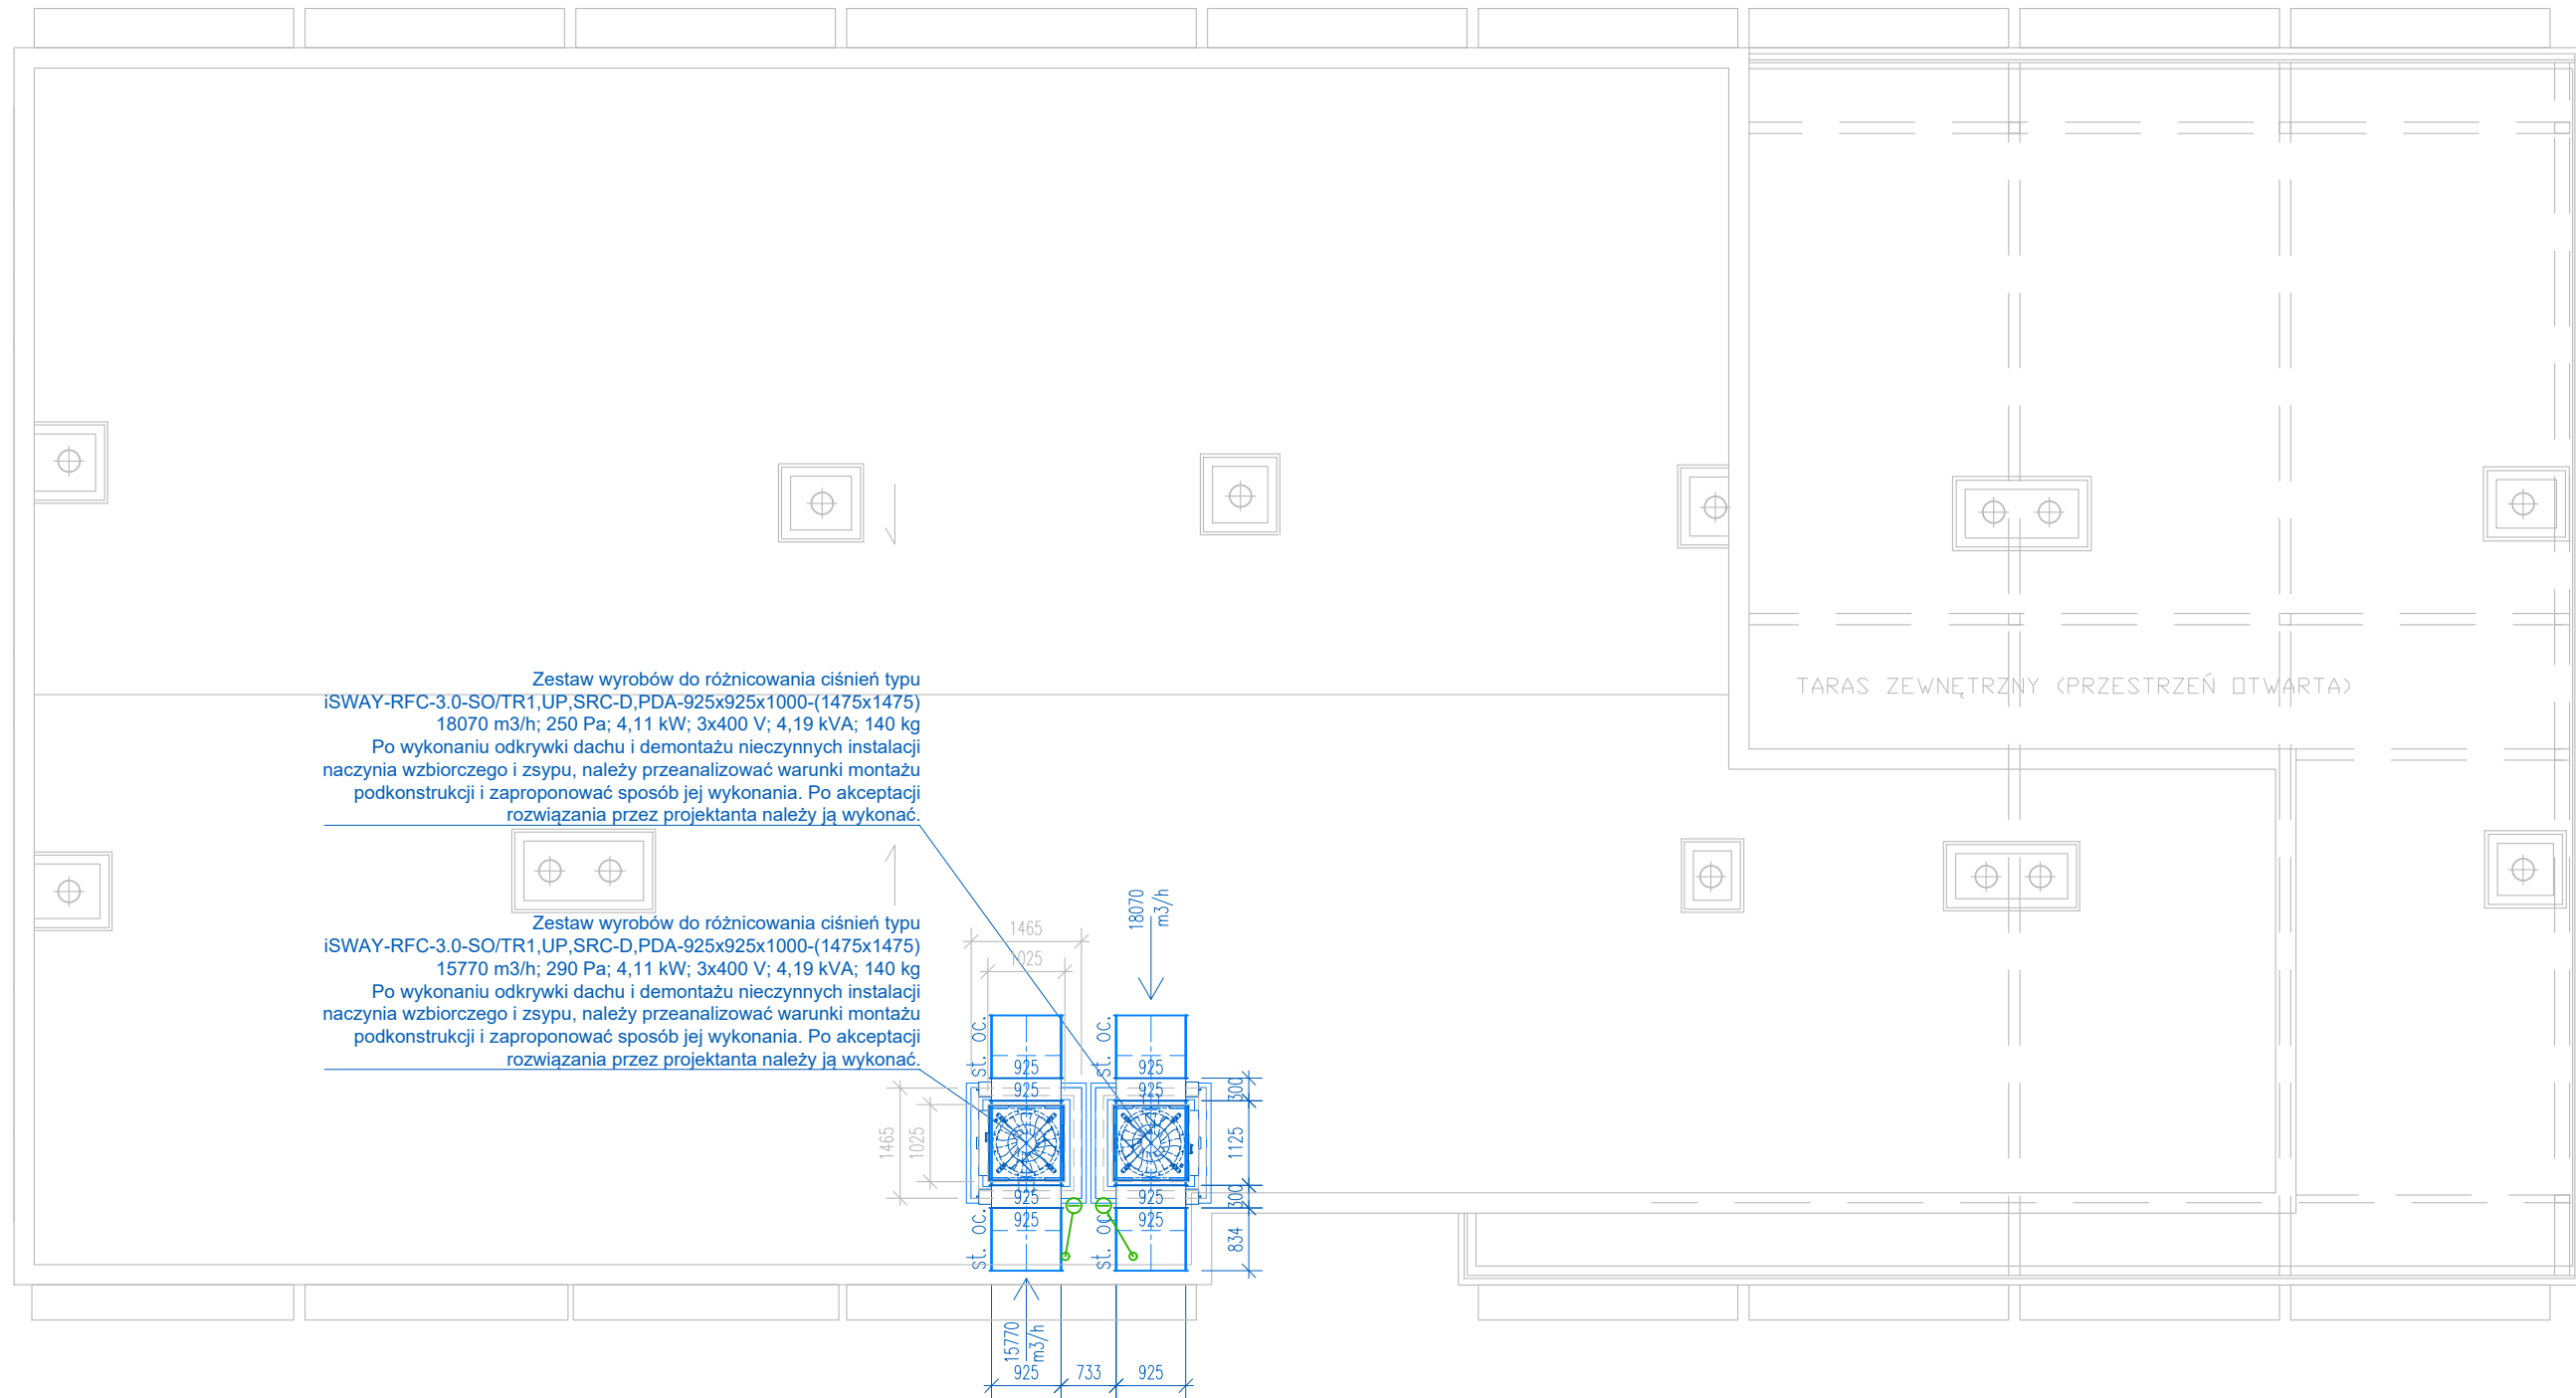 Zestaw wyrobów do różnicowania ciśnień typu
iSWAY-RFC-3.0-SO/TR1,UP,SRC-D,PDA-925x925x1000-(1475x1475)
18070 m3/h; 250 Pa; 4,11 kW; 3x400 V; 4,19 kVA; 140 kg
Po wykonaniu odkrywki dachu i demontażu nieczynnych instalacji
naczynia wzbiorczego i zsypu, należy przeanalizować warunki montażu
podkonstrukcji i zaproponować sposób jej wykonania. Po akceptacji
rozwiązania przez projektanta należy ją wykonać.
TARAS ZEWNĘTRZNY (PRZESTRZEŃ OTWARTA)
Zestaw wyrobów do różnicowania ciśnień typu
iSWAY-RFC-3.0-SO/TR1,UP,SRC-D,PDA-925x925x1000-(1475x1475)
15770 m3/h; 290 Pa; 4,11 kW; 3x400 V; 4,19 kVA; 140 kg
Po wykonaniu odkrywki dachu i demontażu nieczynnych instalacji
naczynia wzbiorczego i zsypu, należy przeanalizować warunki montażu
podkonstrukcji i zaproponować sposób jej wykonania. Po akceptacji
rozwiązania przez projektanta należy ją wykonać.
18070
m3/h
1465
1025
st. oc.
st. oc.
925
925
925
925
300
1465
1025
1125
925
925
300
925
925
st. oc.
st. oc.
834
15770
m3/h
925
733
925